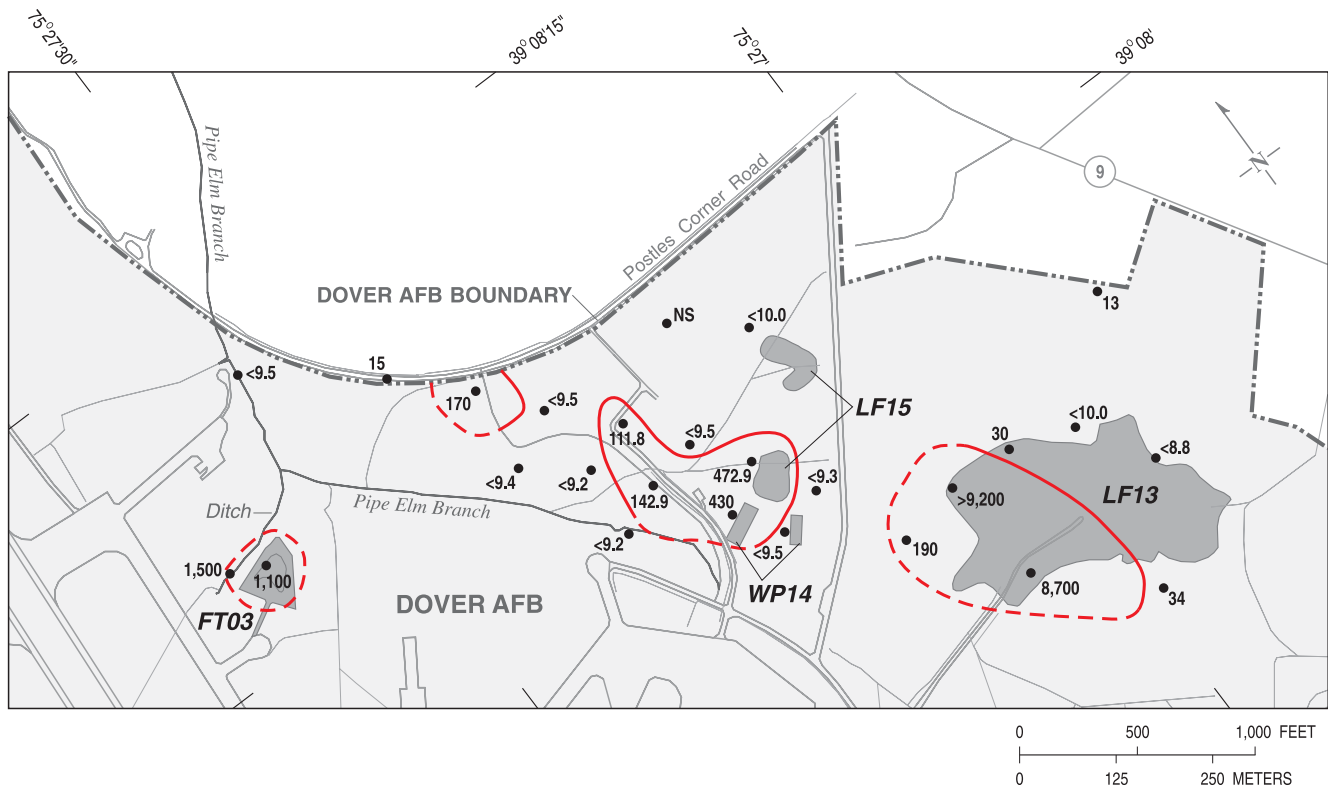 75°27'30"
39°08'15"
75°27'
39°08'
Pipe Elm Branch
Postles Corner Road
9
N
DOVER AFB BOUNDARY
NS
<10.0
13
15
<9.5
170
<9.5
111.8
<9.5
LF15
<10.0
30
<8.8
472.9
<9.3
<9.4
<9.2
142.9
430
>9,200
LF13
Pipe Elm Branch
Ditch
<9.2
<9.5
190
1,500
1,100
WP14
8,700
34
FT03
DOVER AFB
0 500 1,000 FEET
0 125 250 METERS